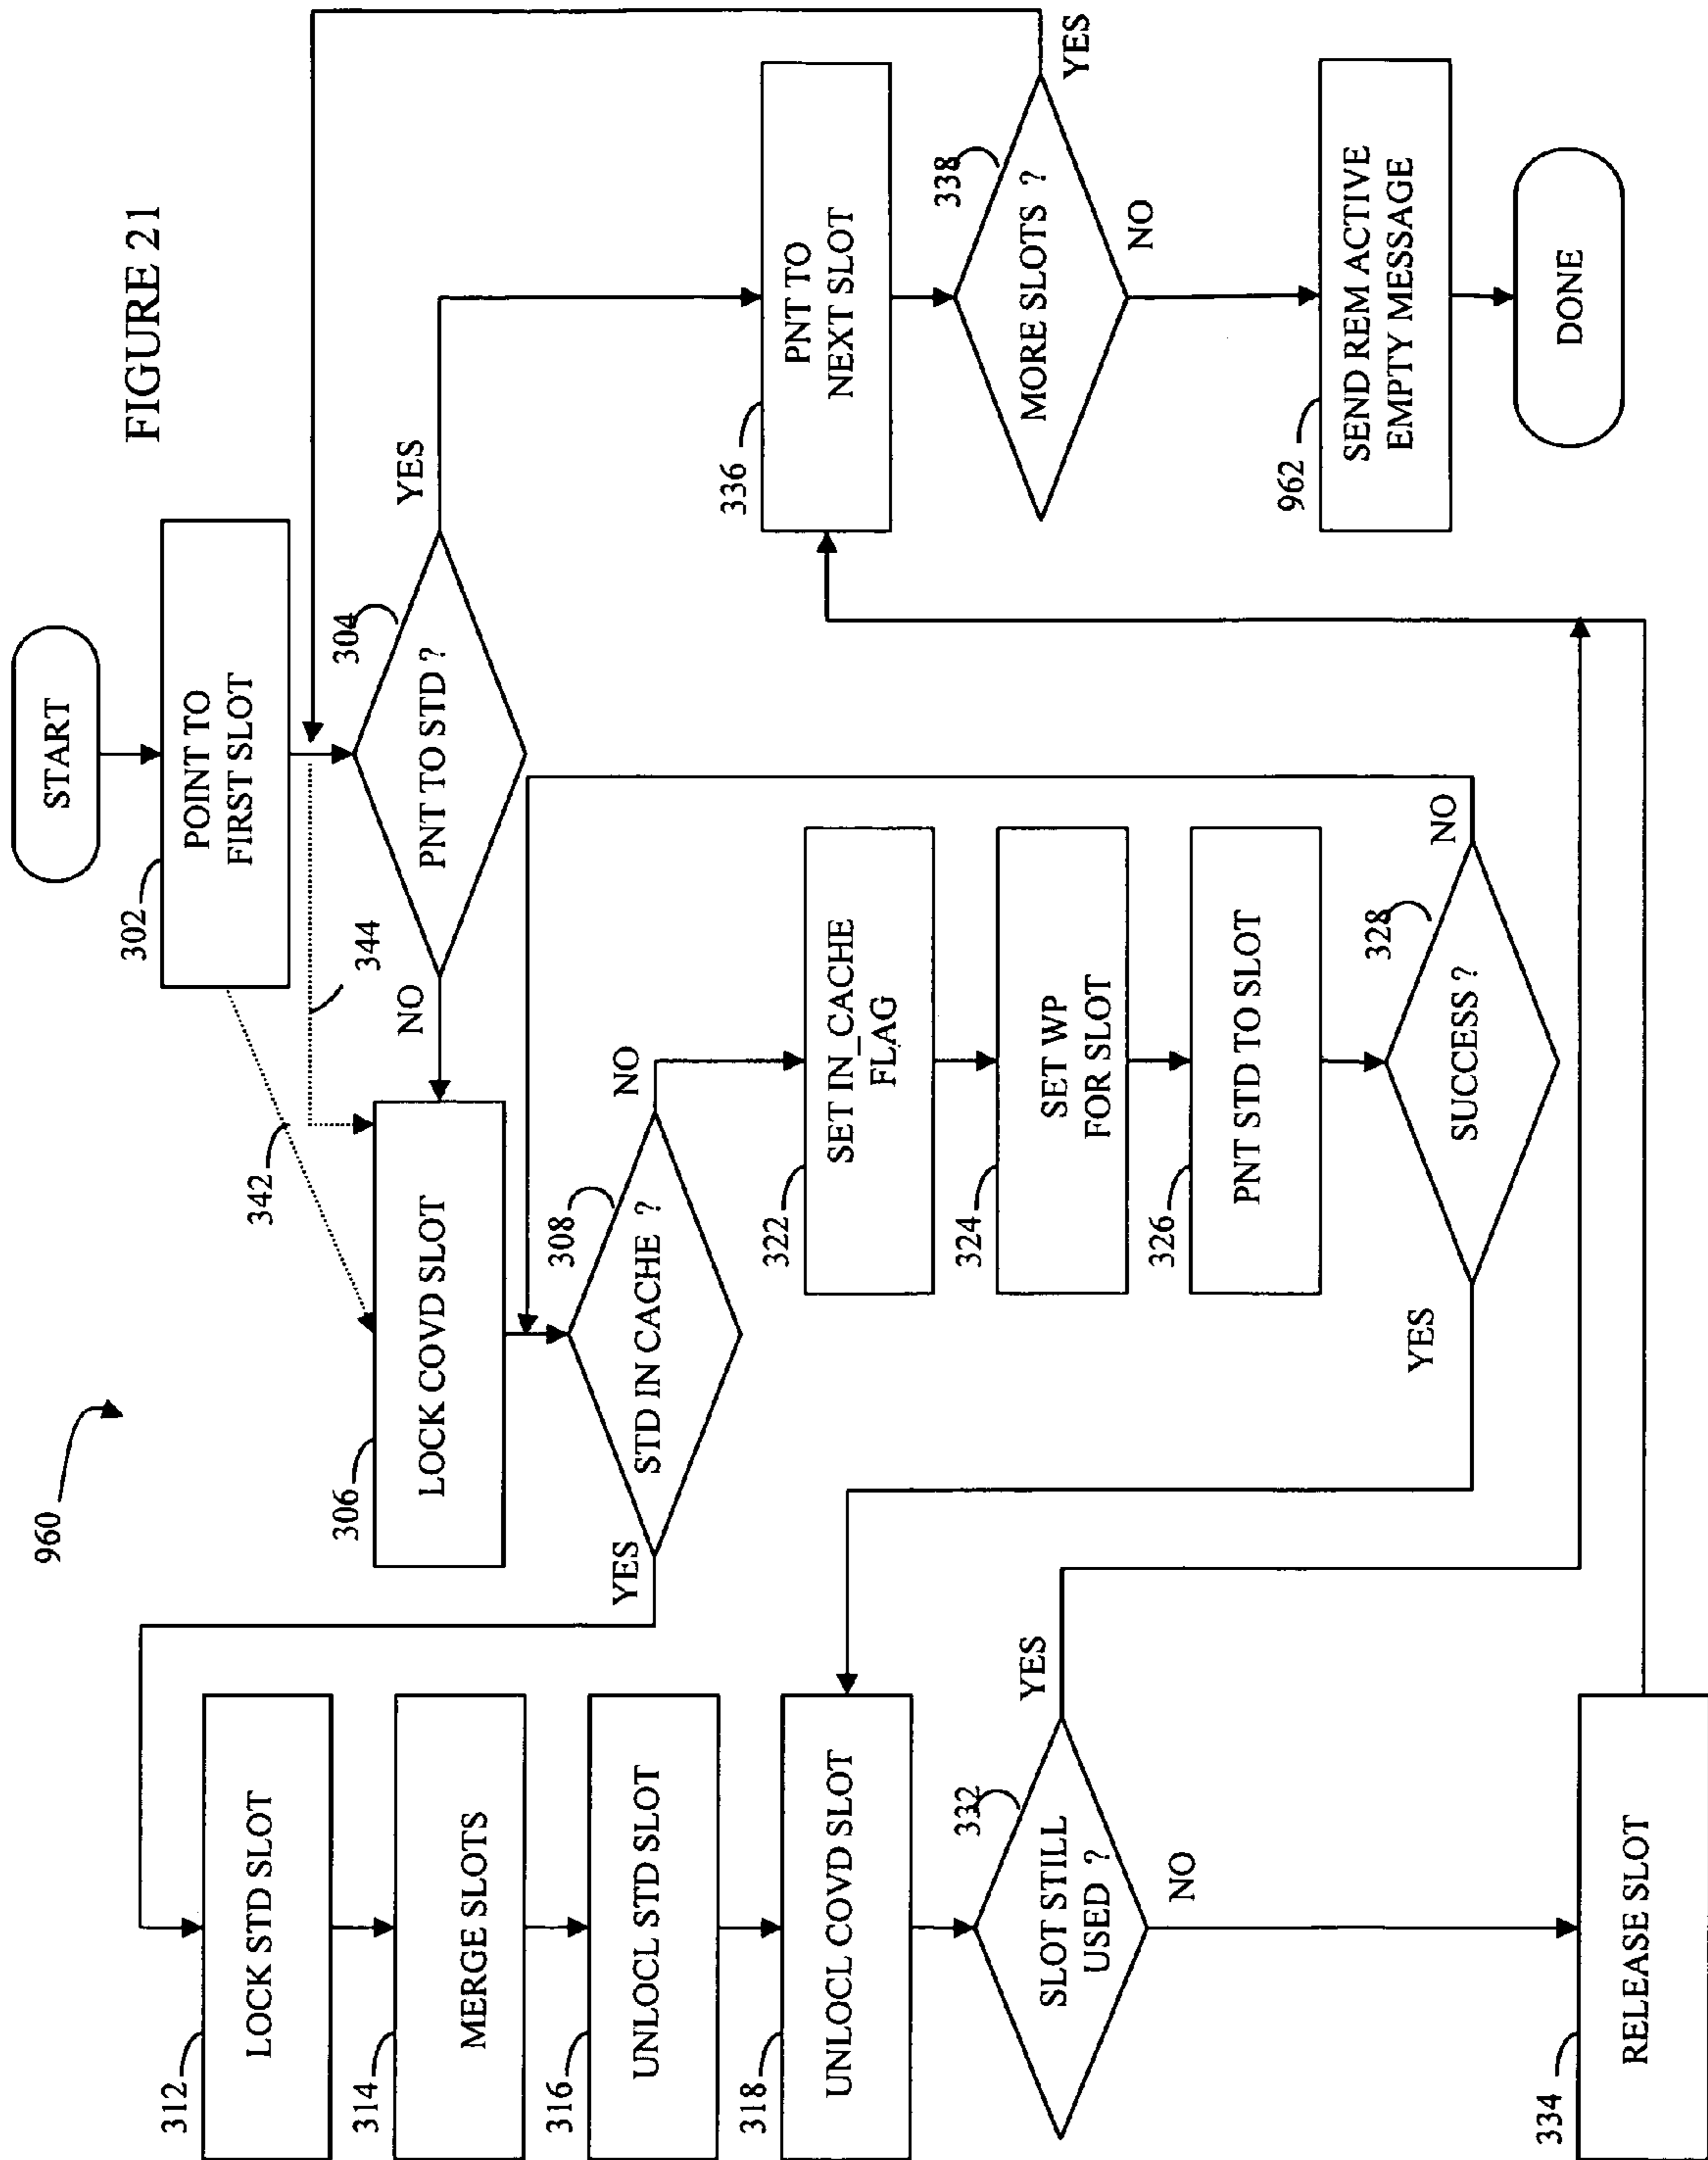 FIGURE 21
960
START
302
POINT TO
FIRST SLOT
342
344
304
PNT TO STD ?
YES
NO
306
LOCK COVD SLOT
308
STD IN CACHE ?
YES
NO
312
LOCK STD SLOT
314
MERGE SLOTS
316
UNLOCL STD SLOT
318
UNLOCL COVD SLOT
322
SET IN_CACHE
FLAG
324
SET WP
FOR SLOT
326
PNT STD TO SLOT
328
SUCCESS ?
YES
NO
332
SLOT STILL
USED ?
YES
NO
334
RELEASE SLOT
336
PNT TO
NEXT SLOT
338
MORE SLOTS ?
YES
NO
962
SEND REM ACTIVE
EMPTY MESSAGE
DONE